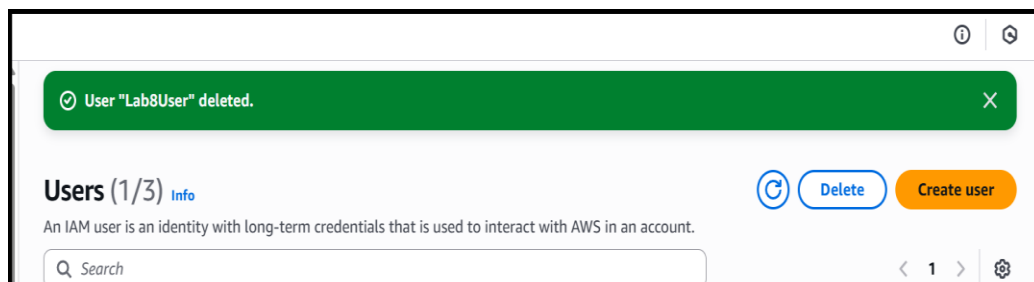 User "Lab8User" deleted.
Users (1/3) Info
Delete
Create user
An IAM user is an identity with long-term credentials that is used to interact with AWS in an account.
Search
1